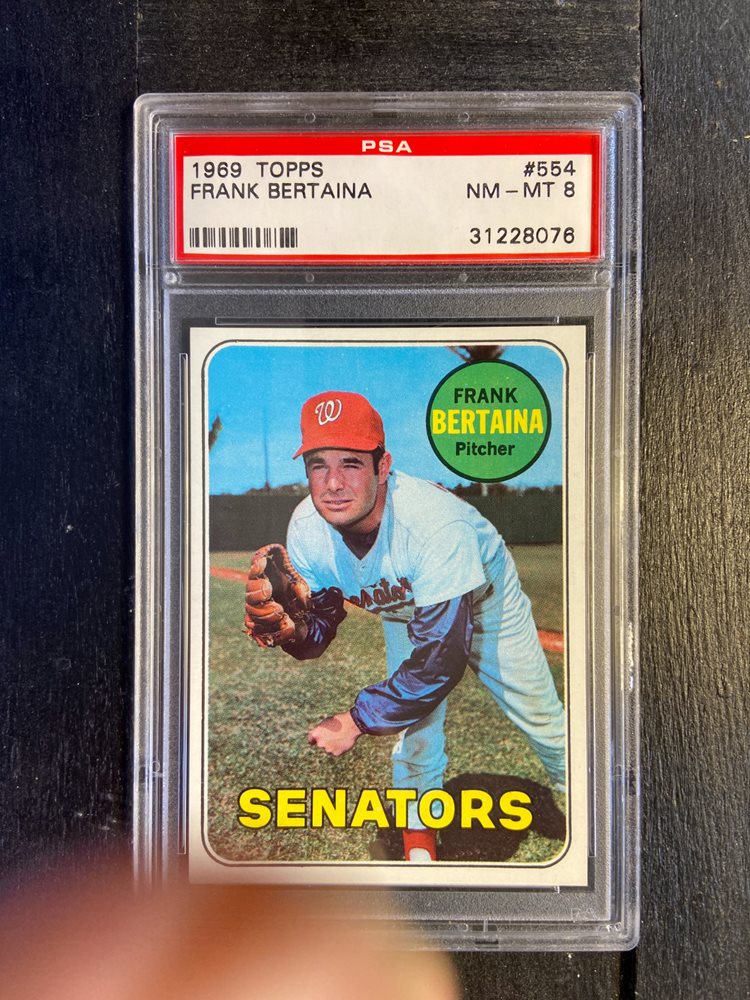 PSA
1969 TOPPS #554
FRANK BERTAINA NM-MT 8
31228076
FRANK
BERTAINA
Pitcher
W
SENATORS